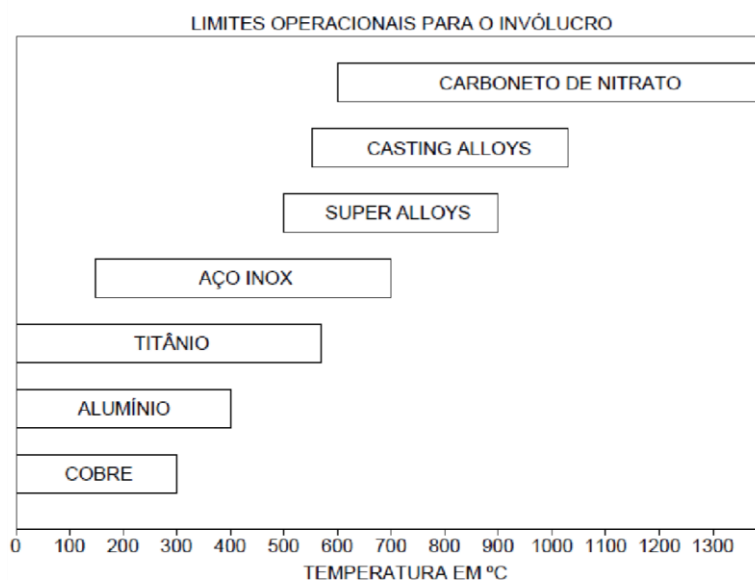 LIMITES OPERACIONAIS PARA O INVÓLUCRO
CARBONETO DE NITRATO
CASTING ALLOYS
SUPER ALLOYS
AÇO INOX
TITÂNIO
ALUMÍNIO
COBRE
0 100 200 300 400 500 600 700 800 900 1000 1100 1200 1300
TEMPERATURA EM ºC